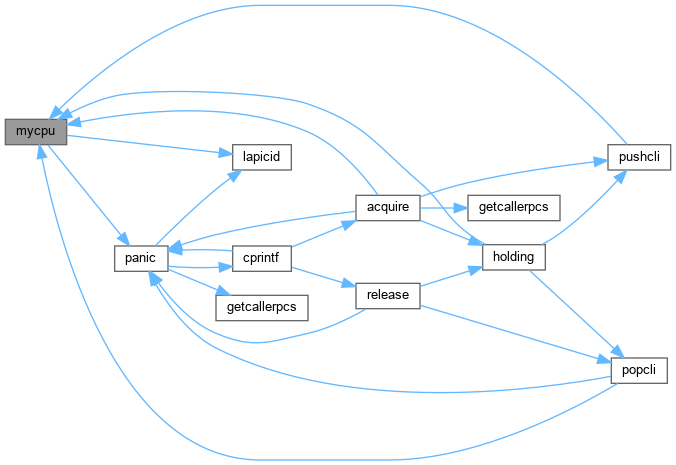 mycpu
lapicid
panic
cprintf
getcallerpcs
acquire
release
getcallerpcs
holding
pushcli
popcli